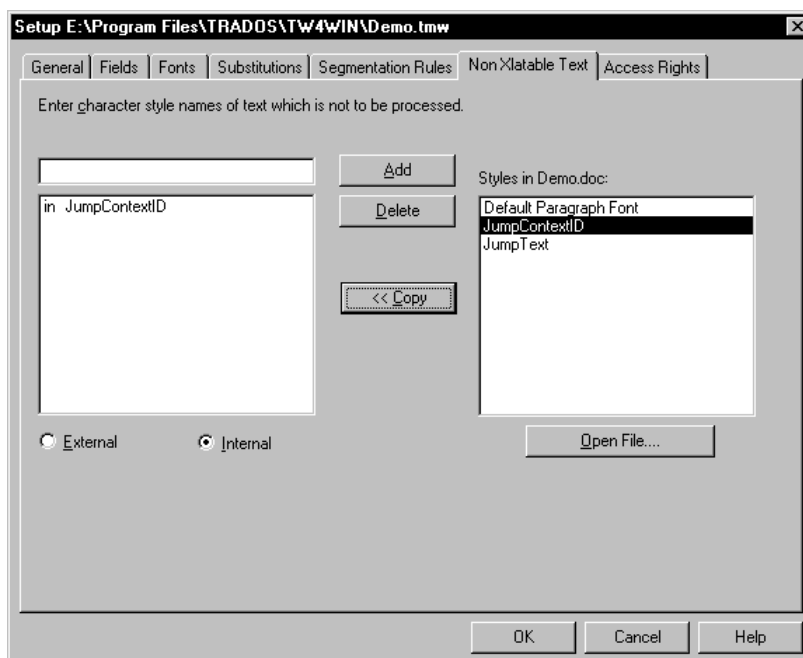 Setup E:\Program Files\TRADOS\TW4WIN\Demo.tmw
General Fields Fonts Substitutions Segmentation Rules Non Xlatable Text Access Rights
Enter character style names of text which is not to be processed.
Add
Styles in Demo.doc:
in JumpContextID
Delete
Default Paragraph Font
JumpContextID
JumpText
<< Copy
External Internal
Open File....
OK Cancel Help